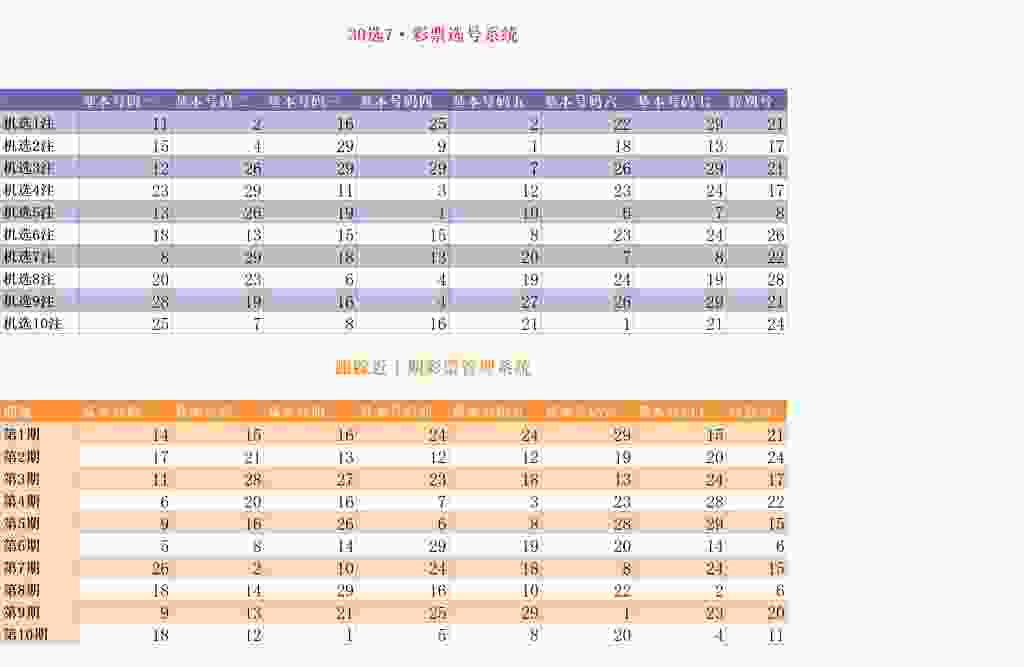 30选7·彩票选号系统
基本号码一 基本号码二 基本号码三 基本号码四 基本号码五 基本号码六 基本号码七 特别号
机选1注 11 2 16 25 2 22 29 21
机选2注 15 4 29 9 1 18 13 17
机选3注 12 26 29 29 7 26 29 21
机选4注 23 29 11 3 12 23 24 17
机选5注 13 26 19 1 19 6 7 8
机选6注 18 13 15 15 8 23 24 26
机选7注 8 29 18 13 20 7 8 22
机选8注 20 23 6 4 19 24 19 28
机选9注 28 19 16 4 27 26 29 21
机选10注 25 7 8 16 21 1 21 24
跟踪近十期彩票管理系统
基本号码四
第1期 14 15 16 24 24 29 15 21
第2期 17 21 13 12 12 19 20 24
第3期 11 28 27 23 18 13 24 17
第4期 6 20 16 7 3 23 28 22
第5期 9 16 26 6 8 28 29 15
第6期 5 8 14 29 19 20 14 6
第7期 26 2 10 24 18 8 24 15
第8期 18 14 29 16 10 22 2 6
第9期 9 13 21 25 29 1 23 20
第10期 18 12 1 5 8 20 4 11